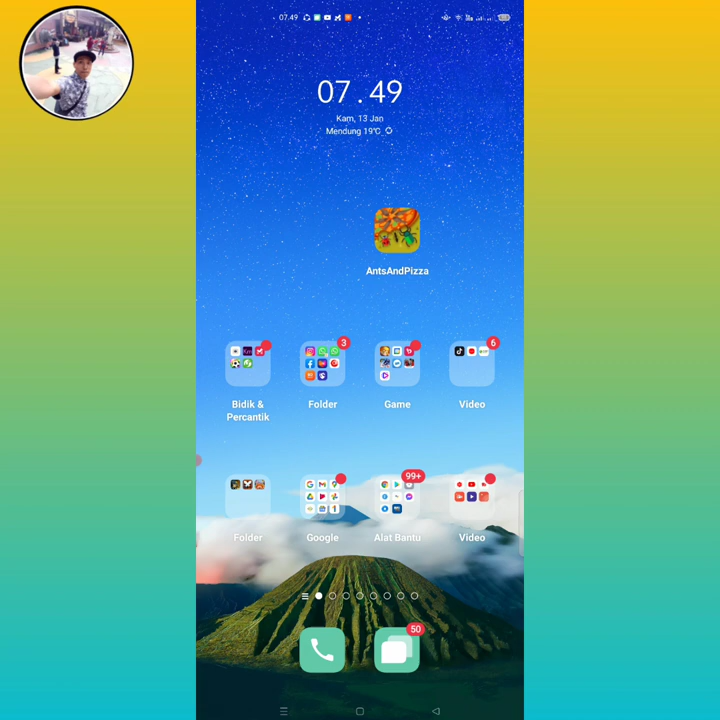 07.49
07.49
Kam, 13 Jan
Mendung 19°C
AntsAndPizza
3
6
Bidik &
Percantik
Folder
Game
Video
99+
Folder
Google
Alat Bantu
Video
50